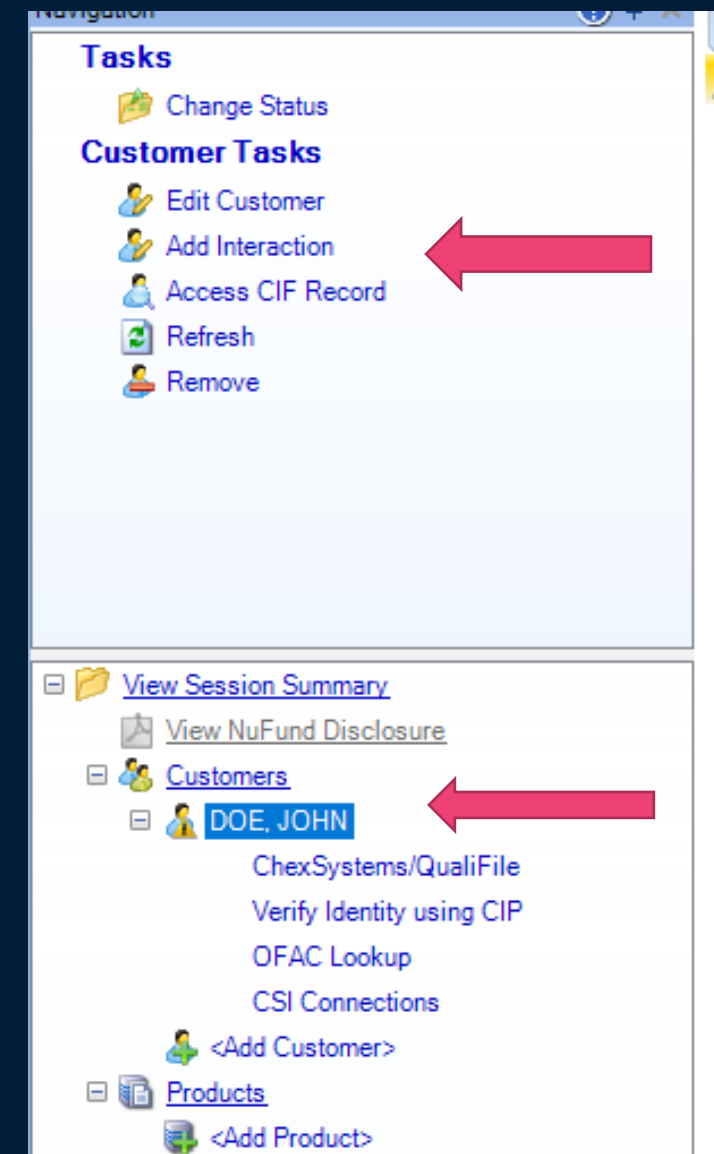 Navigation
Tasks
Change Status
Customer Tasks
Edit Customer
Add Interaction
Access CIF Record
Refresh
Remove
View Session Summary
View NuFund Disclosure
Customers
DOE, JOHN
ChexSystems/QualiFile
Verify Identity using CIP
OFAC Lookup
CSI Connections
<Add Customer>
Products
<Add Product>